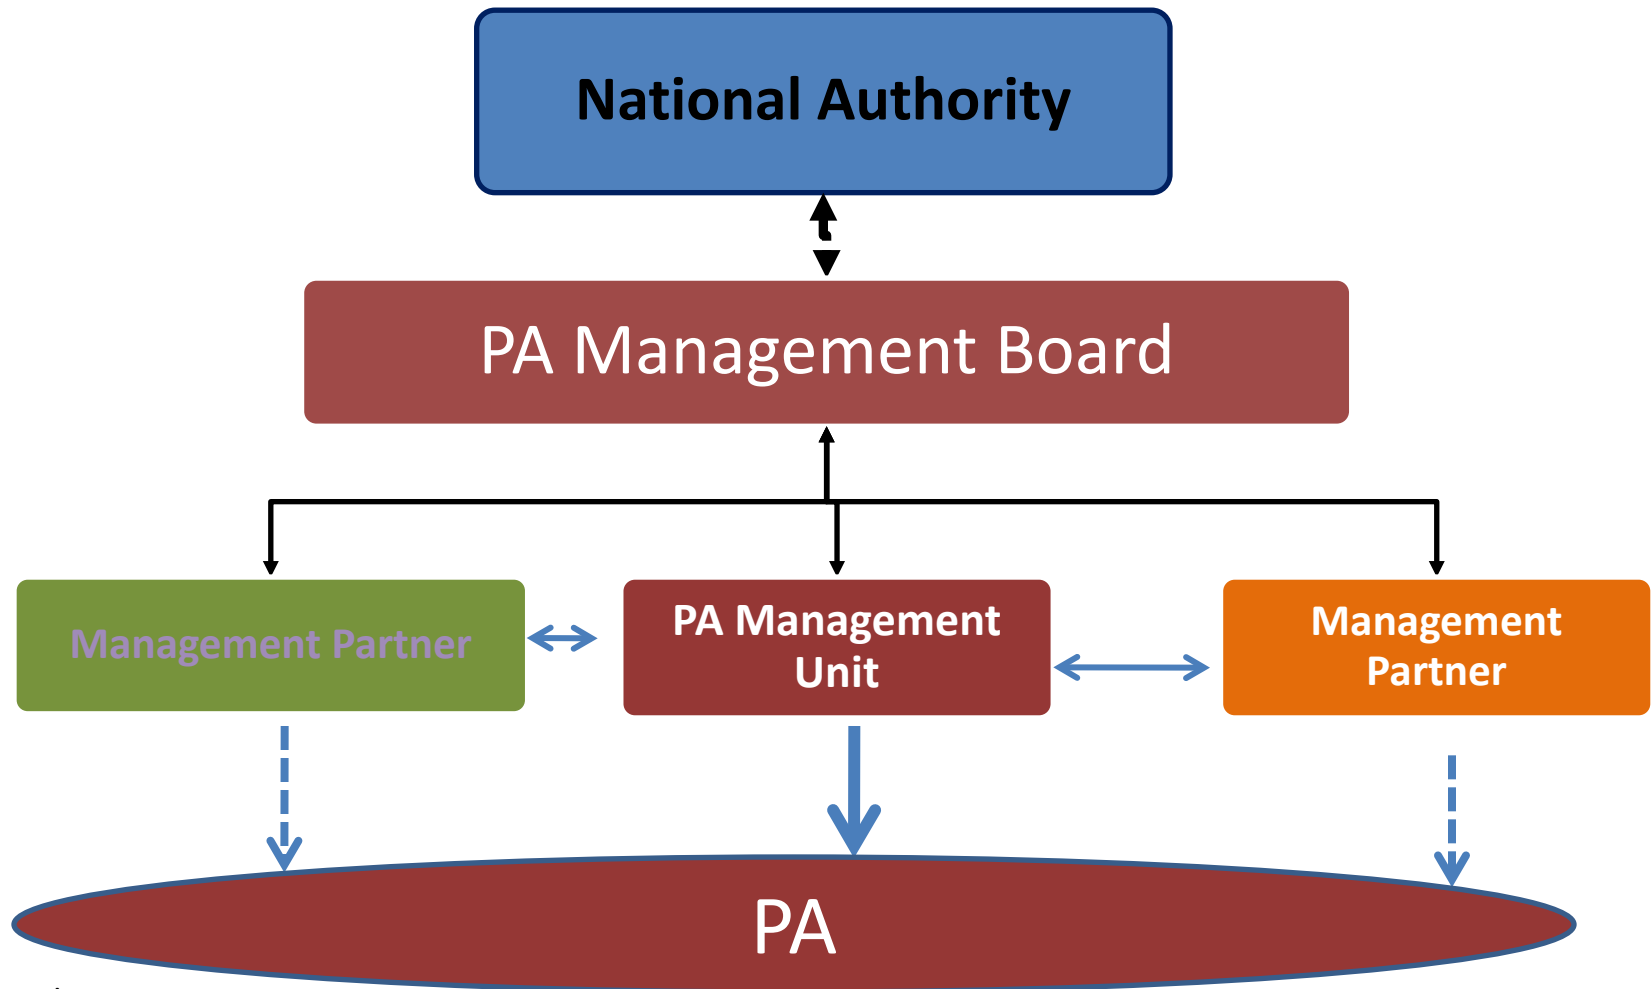 National Authority
PA Management Board
Management Partner
PA Management
Unit
Management
Partner
PA